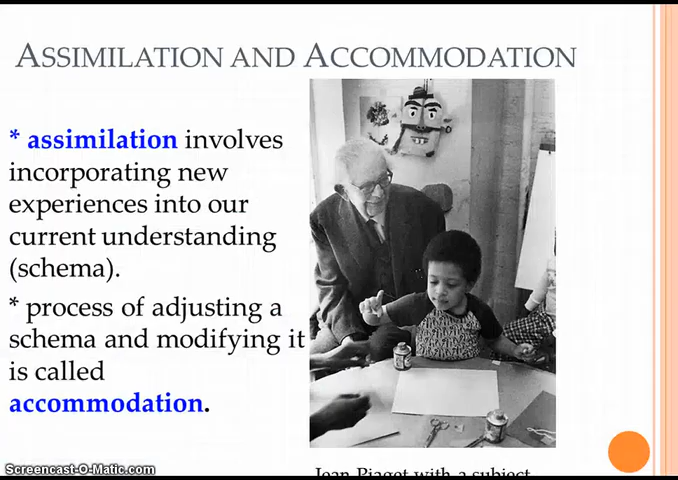 ASSIMILATION AND ACCOMMODATION
* assimilation involves
incorporating new
experiences into our
current understanding
(schema).
* process of adjusting a
schema and modifying it
is called
accommodation.
Jean Piaget with a subject
Screencast-O-Matic.com